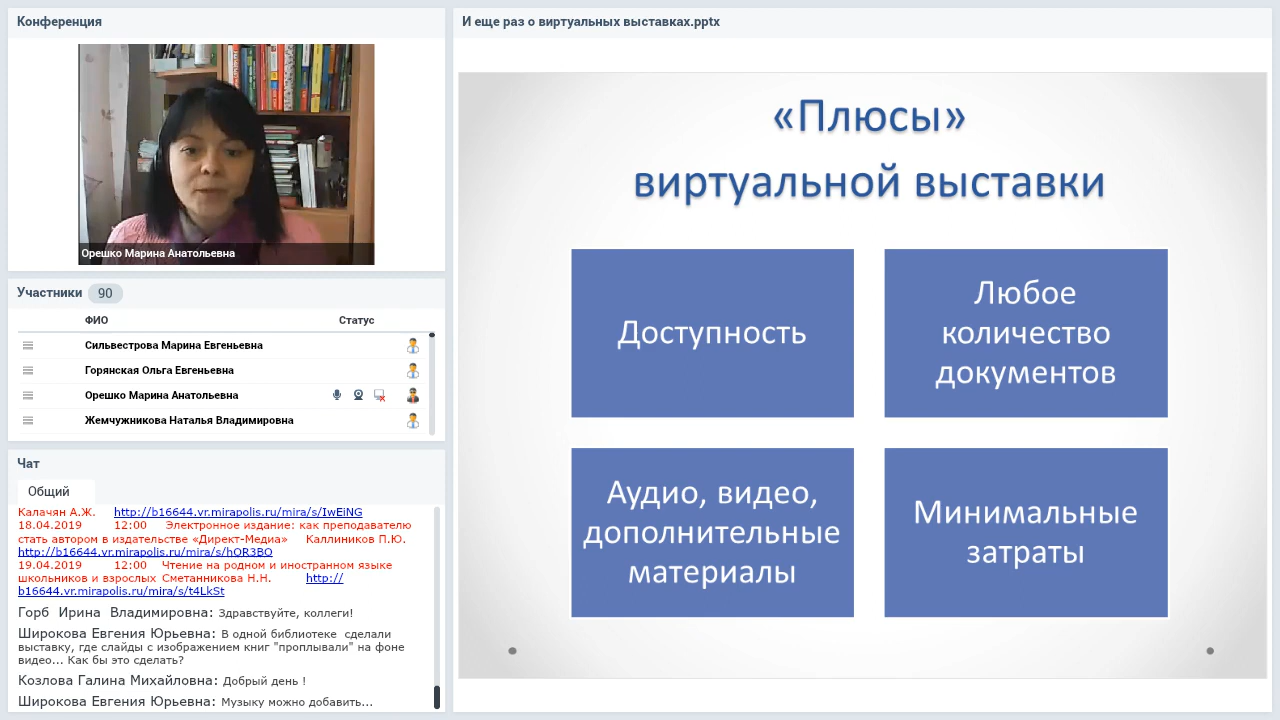 Конференция
Орешко Марина Анатольевна
Участники 90
ФИО Статус
Сильвестрова Марина Евгеньевна
Горянская Ольга Евгеньевна
Орешко Марина Анатольевна
Жемчужникова Наталья Владимировна
Чат
Общий
Калачян А.Ж. http://b16644.vr.mirapolis.ru/mira/s/IwEiNG
18.04.2019 12:00 Электронное издание: как преподавателю
стать автором в издательстве «Директ-Медиа» Каллиников П.Ю.
http://b16644.vr.mirapolis.ru/mira/s/hOR3BO
19.04.2019 12:00 Чтение на родном и иностранном языке
школьников и взрослых Сметанникова Н.Н. http://
b16644.vr.mirapolis.ru/mira/s/t4LkSt
Горб Ирина Владимировна: Здравствуйте, коллеги!
Широкова Евгения Юрьевна: В одной библиотеке сделали
выставку, где слайды с изображением книг "проплывали" на фоне
видео... Как бы это сделать?
Козлова Галина Михайловна: Добрый день !
Широкова Евгения Юрьевна: Музыку можно добавить...
И еще раз о виртуальных выставках.pptx
«Плюсы»
виртуальной выставки
Доступность
Любое
количество
документов
Аудио, видео,
дополнительные
материалы
Минимальные
затраты